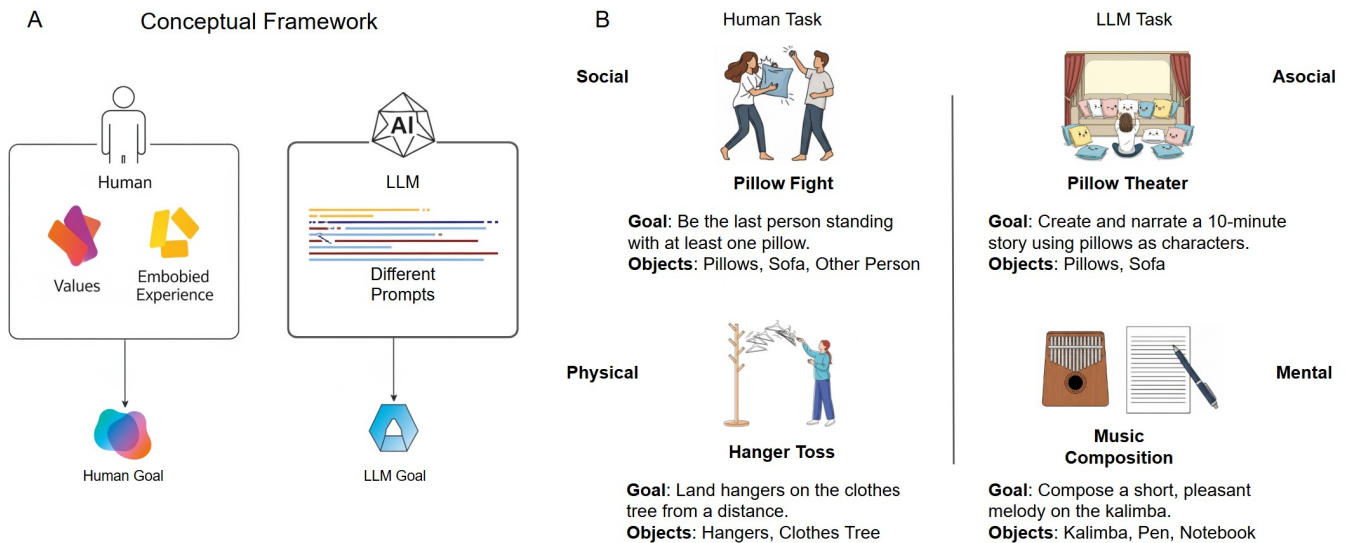 A
Conceptual Framework
Human
Values
Embobied
Experience
Human Goal
AI
LLM
Different
Prompts
LLM Goal
B
Human Task
LLM Task
Social
Asocial
Pillow Fight
Goal: Be the last person standing
with at least one pillow.
Objects: Pillows, Sofa, Other Person
Pillow Theater
Goal: Create and narrate a 10-minute
story using pillows as characters.
Objects: Pillows, Sofa
Physical
Mental
Hanger Toss
Goal: Land hangers on the clothes
tree from a distance.
Objects: Hangers, Clothes Tree
Music
Composition
Goal: Compose a short, pleasant
melody on the kalimba.
Objects: Kalimba, Pen, Notebook